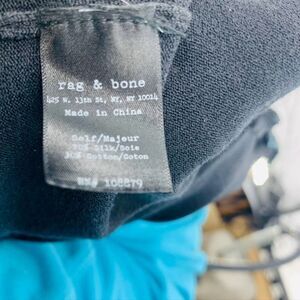 rag & bone
425 W. 13th St, NY, NY 10014
Made in China
Self/Majeur
70% Silk/Soie
30% Cotton/Coton
RN# 108879